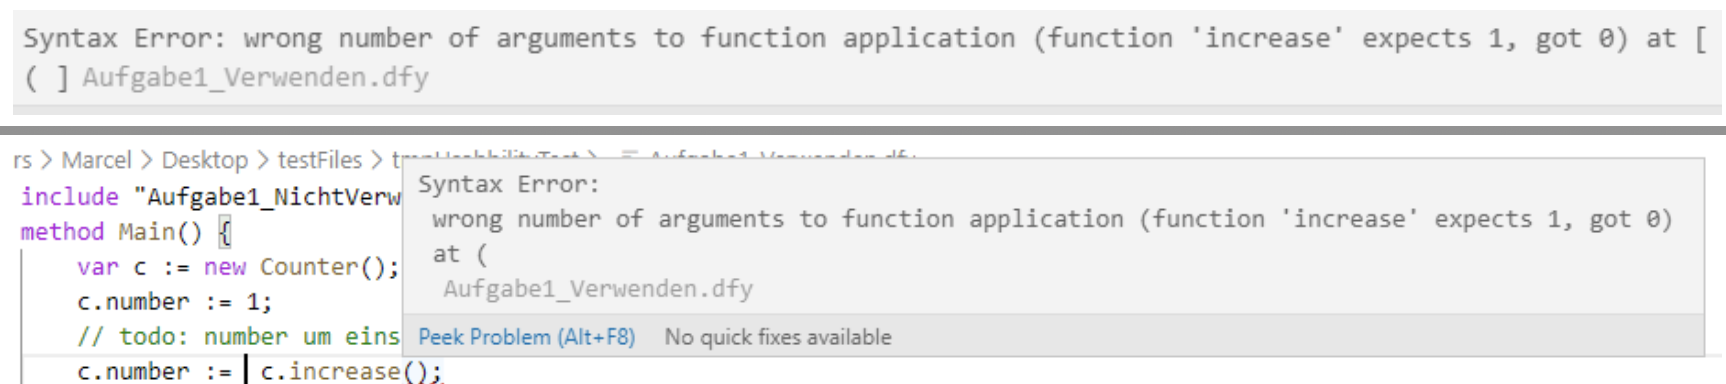 Syntax Error: wrong number of arguments to function application (function 'increase' expects 1, got 0) at [
( ] Aufgabe1_Verwenden.dfy
rs > Marcel > Desktop > testFiles >
Syntax Error:
include "Aufgabe1_NichtVerw
wrong number of arguments to function application (function 'increase' expects 1, got 0)
method Main() {
at (
var c := new Counter();
Aufgabe1_Verwenden.dfy
c.number := 1;
// todo: number um eins
Peek Problem (Alt+F8) No quick fixes available
c.number := c.increase();